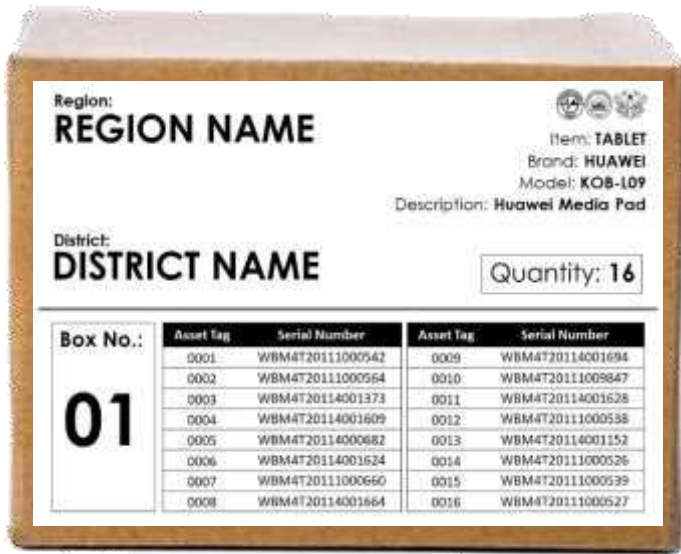 Region:
REGION NAME
Item: TABLET
Brand: HUAWEI
Model: KOB-L09
Description: Huawei Media Pad
District:
DISTRICT NAME
Quantity: 16
Box No.:
01
Asset Tag Serial Number Asset Tag Serial Number
0001 WBM4T20111000542 0009 WBM4T20114001694
0002 WBM4T20111000564 0010 WBM4T20111009847
0003 WBM4T20114001373 0011 WBM4T20114001628
0004 WBM4T20114001609 0012 WBM4T20111000538
0005 WBM4T20114000682 0013 WBM4T20114001152
0006 WBM4T20114001624 0014 WBM4T20111000526
0007 WBM4T20111000660 0015 WBM4T20111000539
0008 WBM4T20114001664 0016 WBM4T20111000527